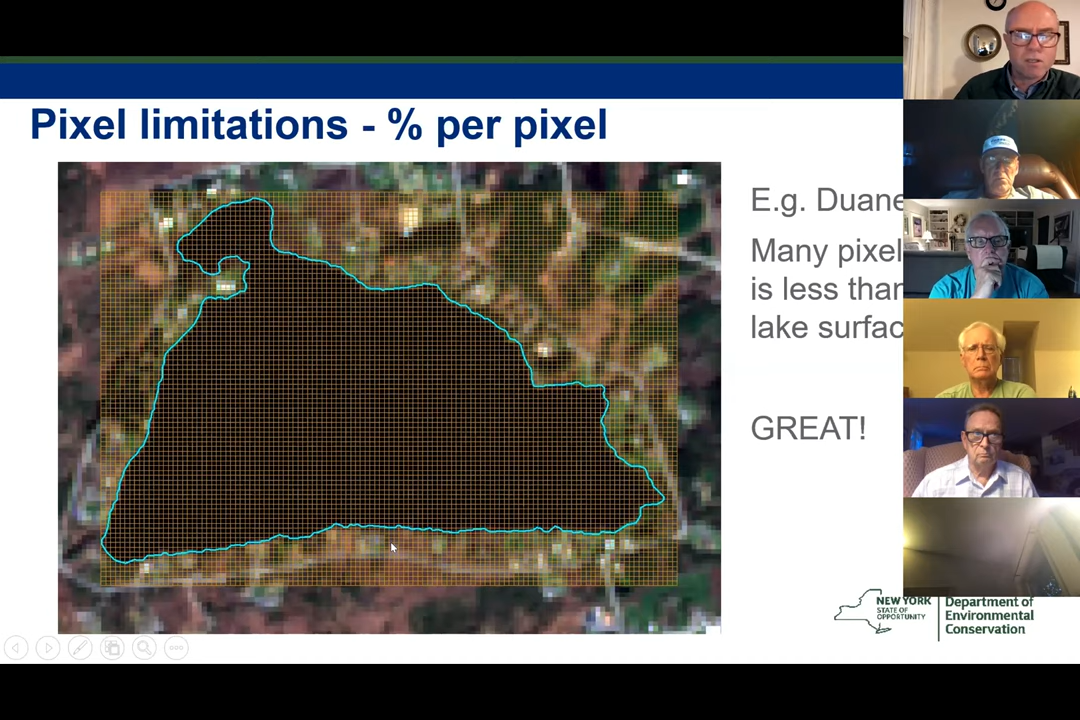 Pixel limitations - % per pixel
E.g. Duane
Many pixel
is less than
lake surfac
GREAT!
NEW YORK
STATE OF
OPPORTUNITY
Department of
Environmental
Conservation